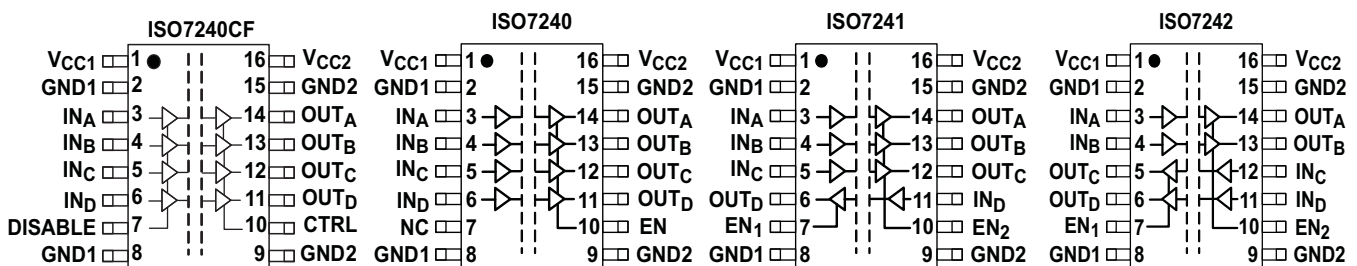 ISO7240CF
VCC1 1 16 VCC2
GND1 2 15 GND2
INA 3 14 OUTA
INB 4 13 OUTB
INC 5 12 OUTC
IND 6 11 OUTD
DISABLE 7 10 CTRL
GND1 8 9 GND2
ISO7240
VCC1 1 16 VCC2
GND1 2 15 GND2
INA 3 14 OUTA
INB 4 13 OUTB
INC 5 12 OUTC
IND 6 11 OUTD
NC 7 10 EN
GND1 8 9 GND2
ISO7241
VCC1 1 16 VCC2
GND1 2 15 GND2
INA 3 14 OUTA
INB 4 13 OUTB
INC 5 12 OUTC
OUTD 6 11 IND
EN1 7 10 EN2
GND1 8 9 GND2
ISO7242
VCC1 1 16 VCC2
GND1 2 15 GND2
INA 3 14 OUTA
INB 4 13 OUTB
OUTC 5 12 INC
OUTD 6 11 IND
EN1 7 10 EN2
GND1 8 9 GND2